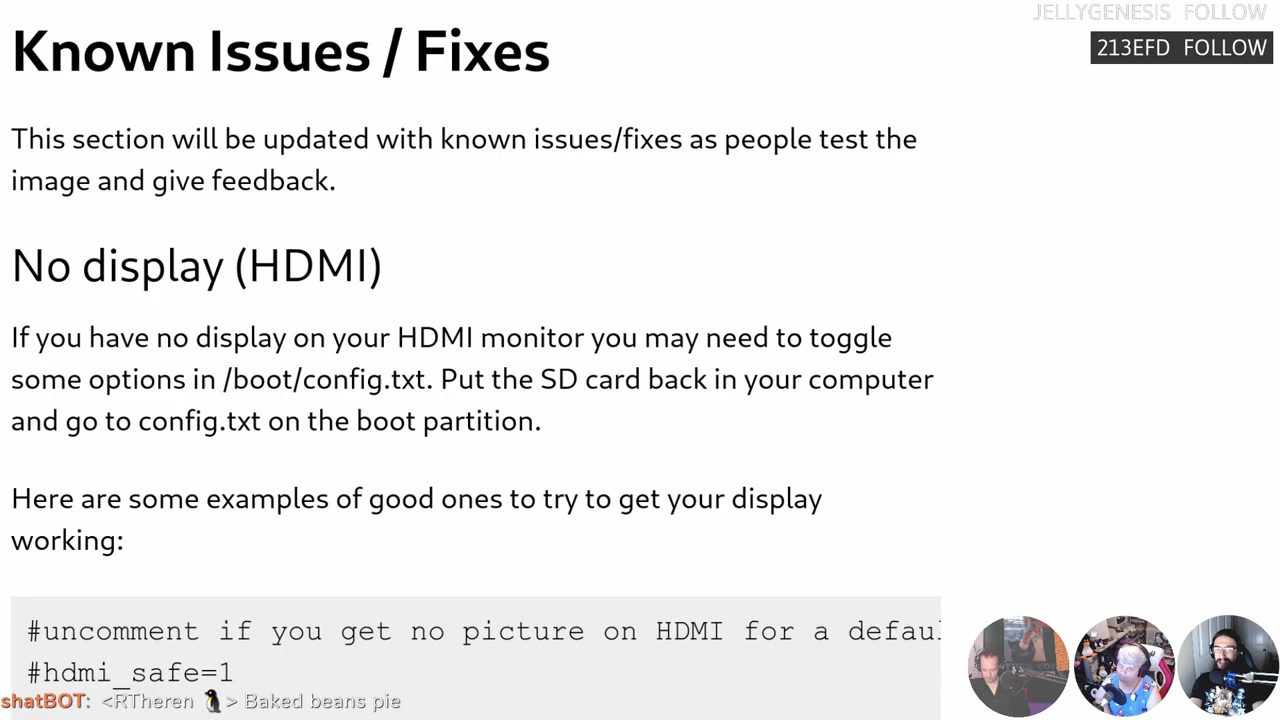 JELLYGENESIS FOLLOW
213EFD FOLLOW
Known Issues / Fixes
This section will be updated with known issues/fixes as people test the
image and give feedback.
No display (HDMI)
If you have no display on your HDMI monitor you may need to toggle
some options in /boot/config.txt. Put the SD card back in your computer
and go to config.txt on the boot partition.
Here are some examples of good ones to try to get your display
working:
#uncomment if you get no picture on HDMI for a defaul
#hdmi_safe=1
shatBOT: <RTheren 🐧> Baked beans pie